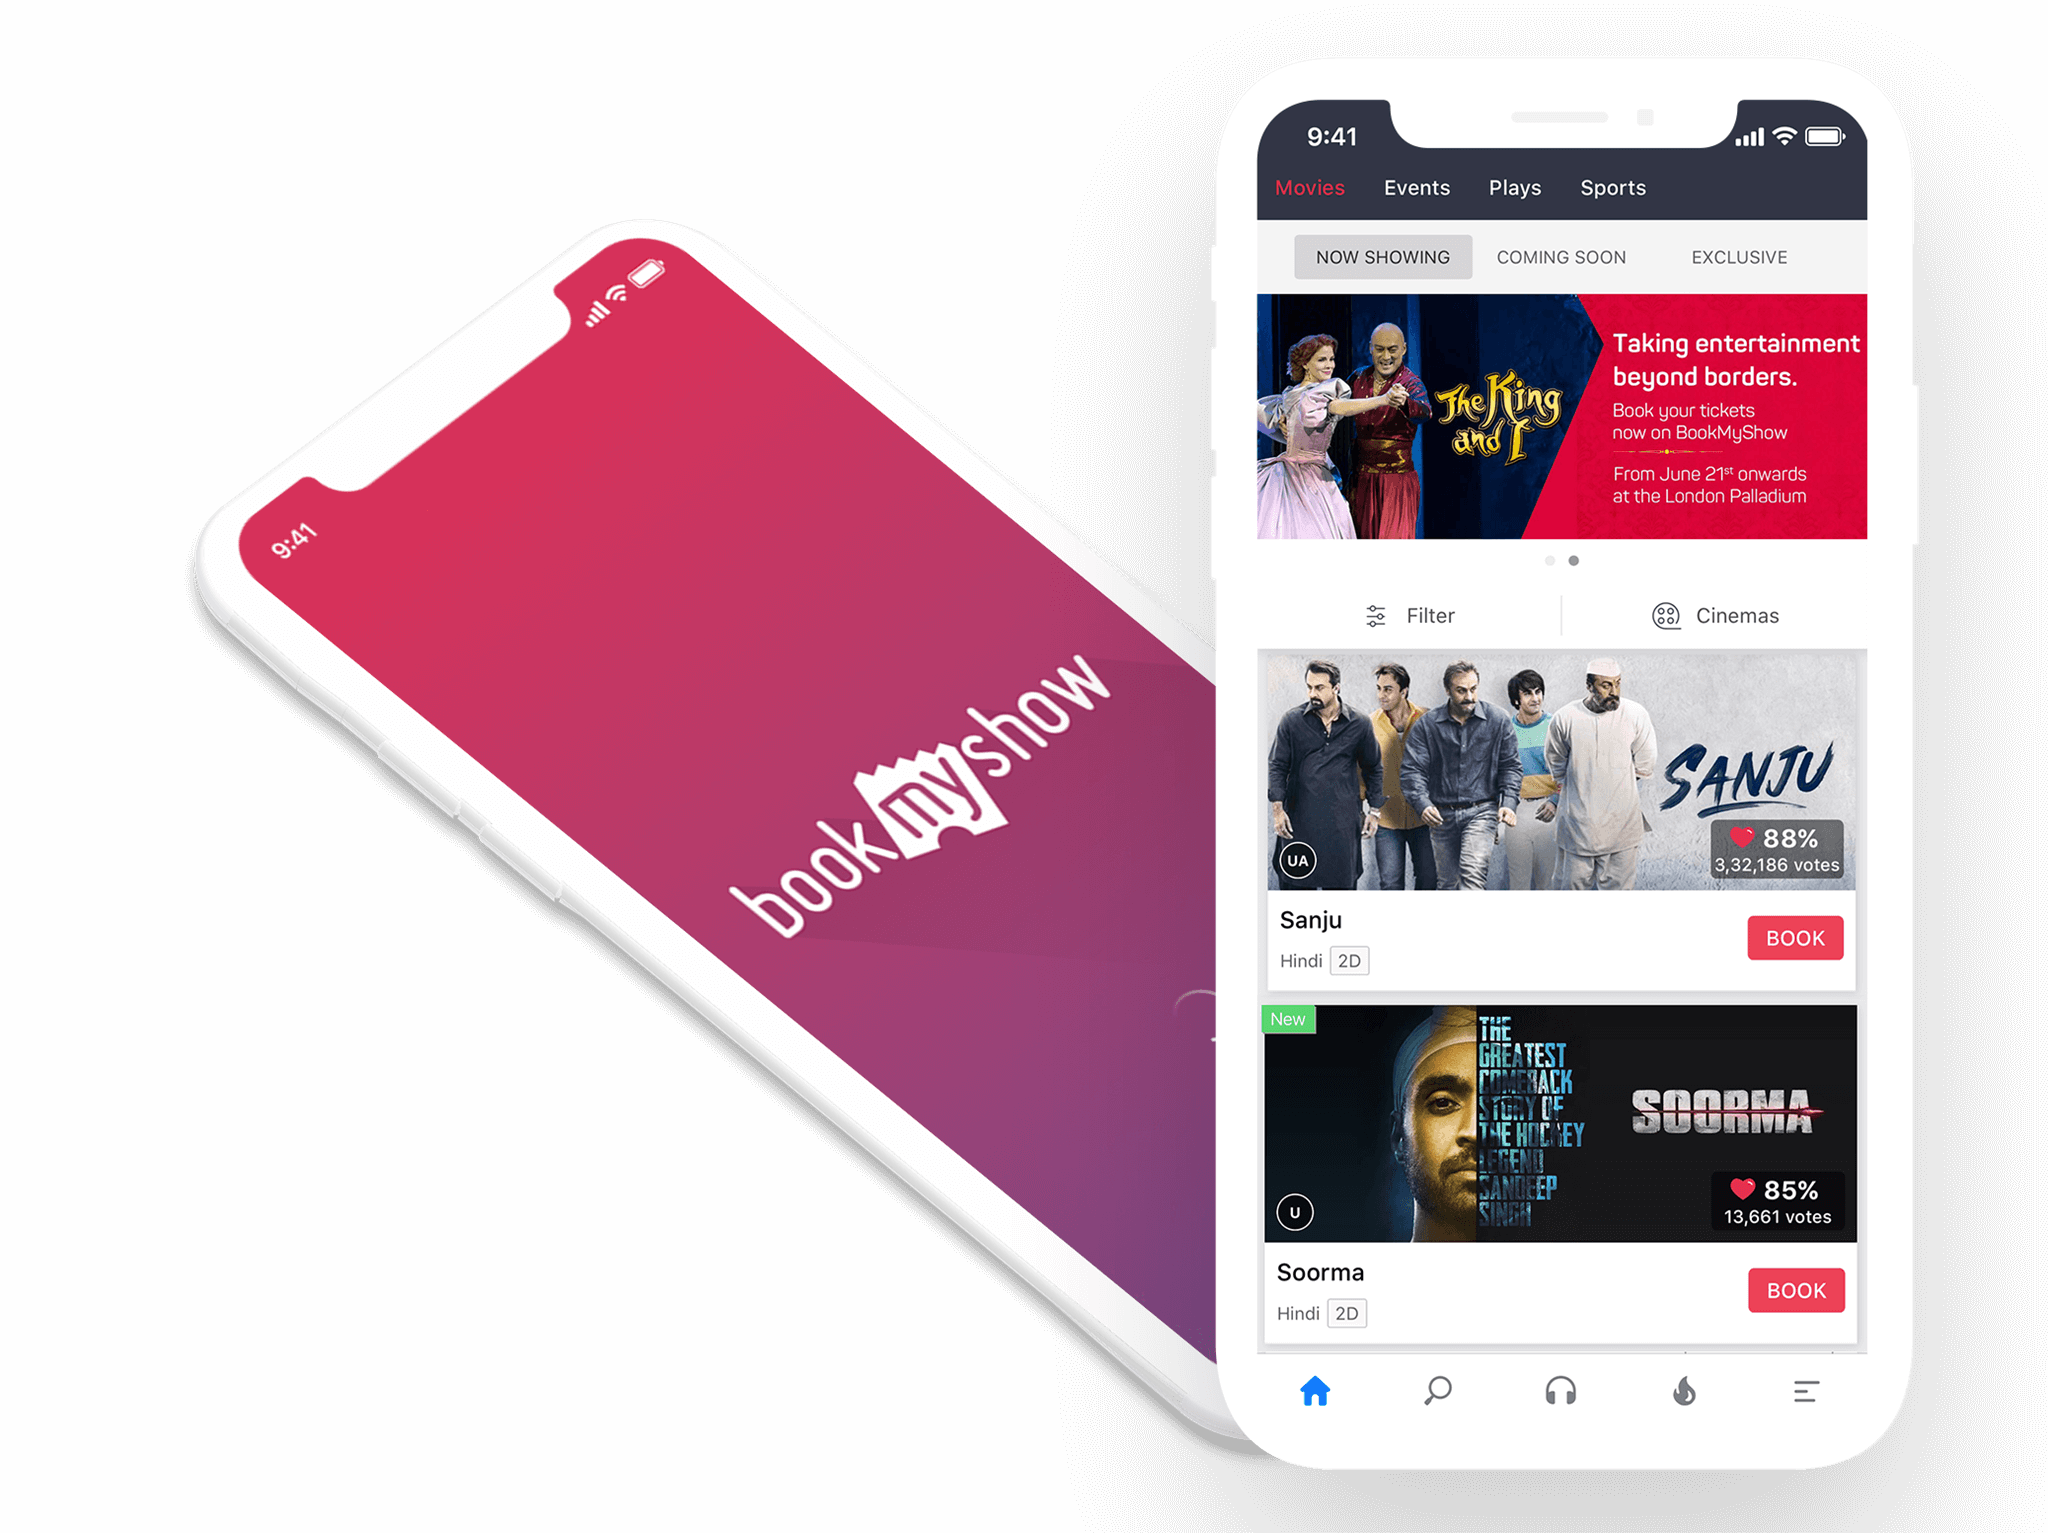 9:41
bookmyshow
9:41
Movies Events Plays Sports
NOW SHOWING COMING SOON EXCLUSIVE
The King
and I
Taking entertainment
beyond borders.
Book your tickets
now on BookMyShow
From June 21st onwards
at the London Palladium
Filter Cinemas
SANJU
UA
88%
3,32,186 votes
Sanju
BOOK
Hindi 2D
New
THE
GREATEST
COMEBACK
STORY OF
THE HOCKEY
LEGEND
SANDEEP
SINGH
SOORMA
U
85%
13,661 votes
Soorma
BOOK
Hindi 2D